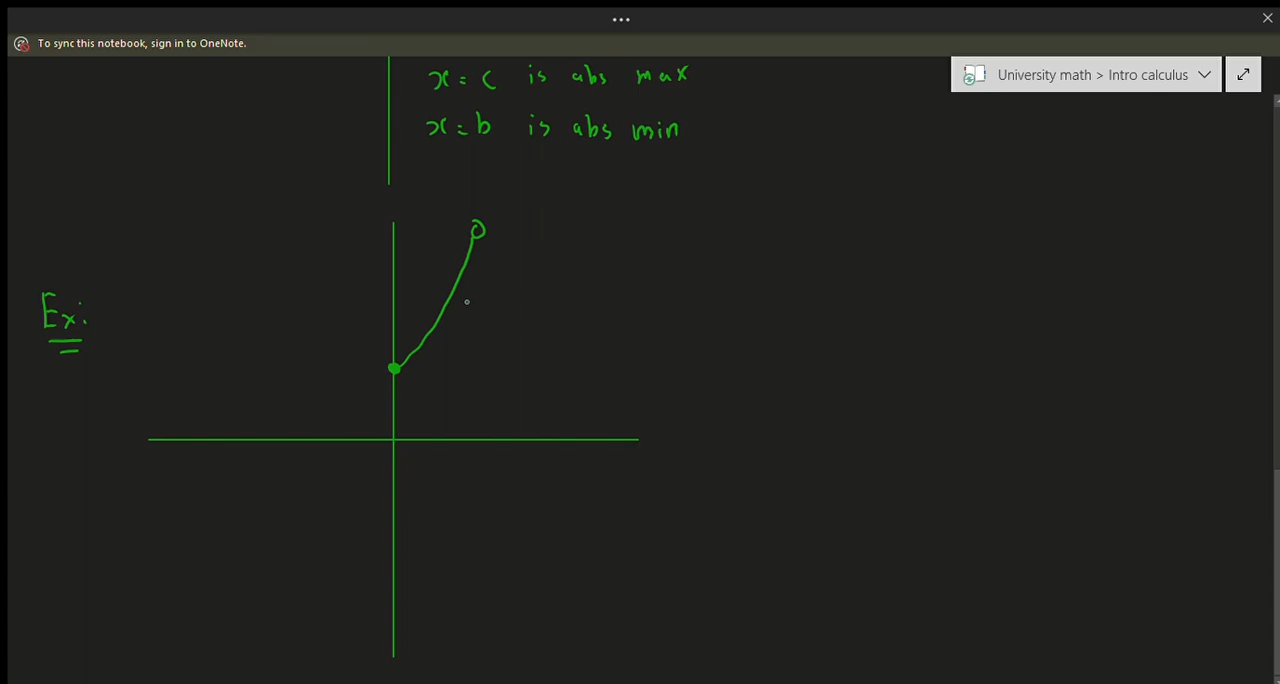 To sync this notebook, sign in to OneNote.
University math > Intro calculus
x = c is abs max
x = b is abs min
Ex: